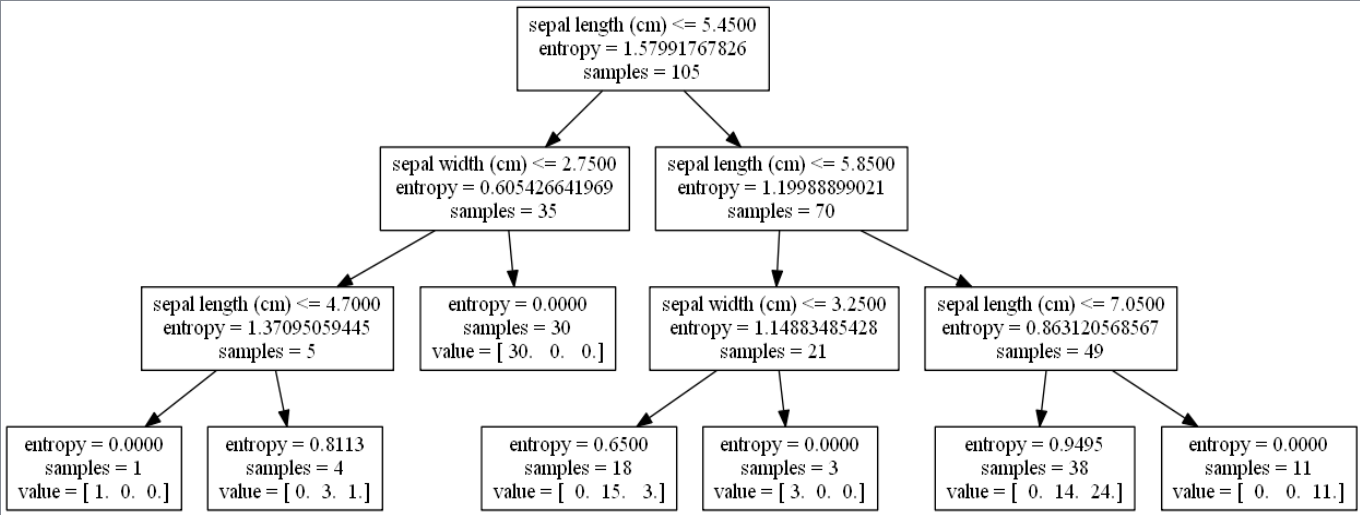 sepal length (cm) <= 5.4500
entropy = 1.57991767826
samples = 105
sepal width (cm) <= 2.7500
entropy = 0.605426641969
samples = 35
sepal length (cm) <= 5.8500
entropy = 1.19988899021
samples = 70
sepal length (cm) <= 4.7000
entropy = 1.37095059445
samples = 5
entropy = 0.0000
samples = 30
value = [ 30. 0. 0.]
sepal width (cm) <= 3.2500
entropy = 1.14883485428
samples = 21
sepal length (cm) <= 7.0500
entropy = 0.863120568567
samples = 49
entropy = 0.0000
samples = 1
value = [ 1. 0. 0.]
entropy = 0.8113
samples = 4
value = [ 0. 3. 1.]
entropy = 0.6500
samples = 18
value = [ 0. 15. 3.]
entropy = 0.0000
samples = 3
value = [ 3. 0. 0.]
entropy = 0.9495
samples = 38
value = [ 0. 14. 24.]
entropy = 0.0000
samples = 11
value = [ 0. 0. 11.]